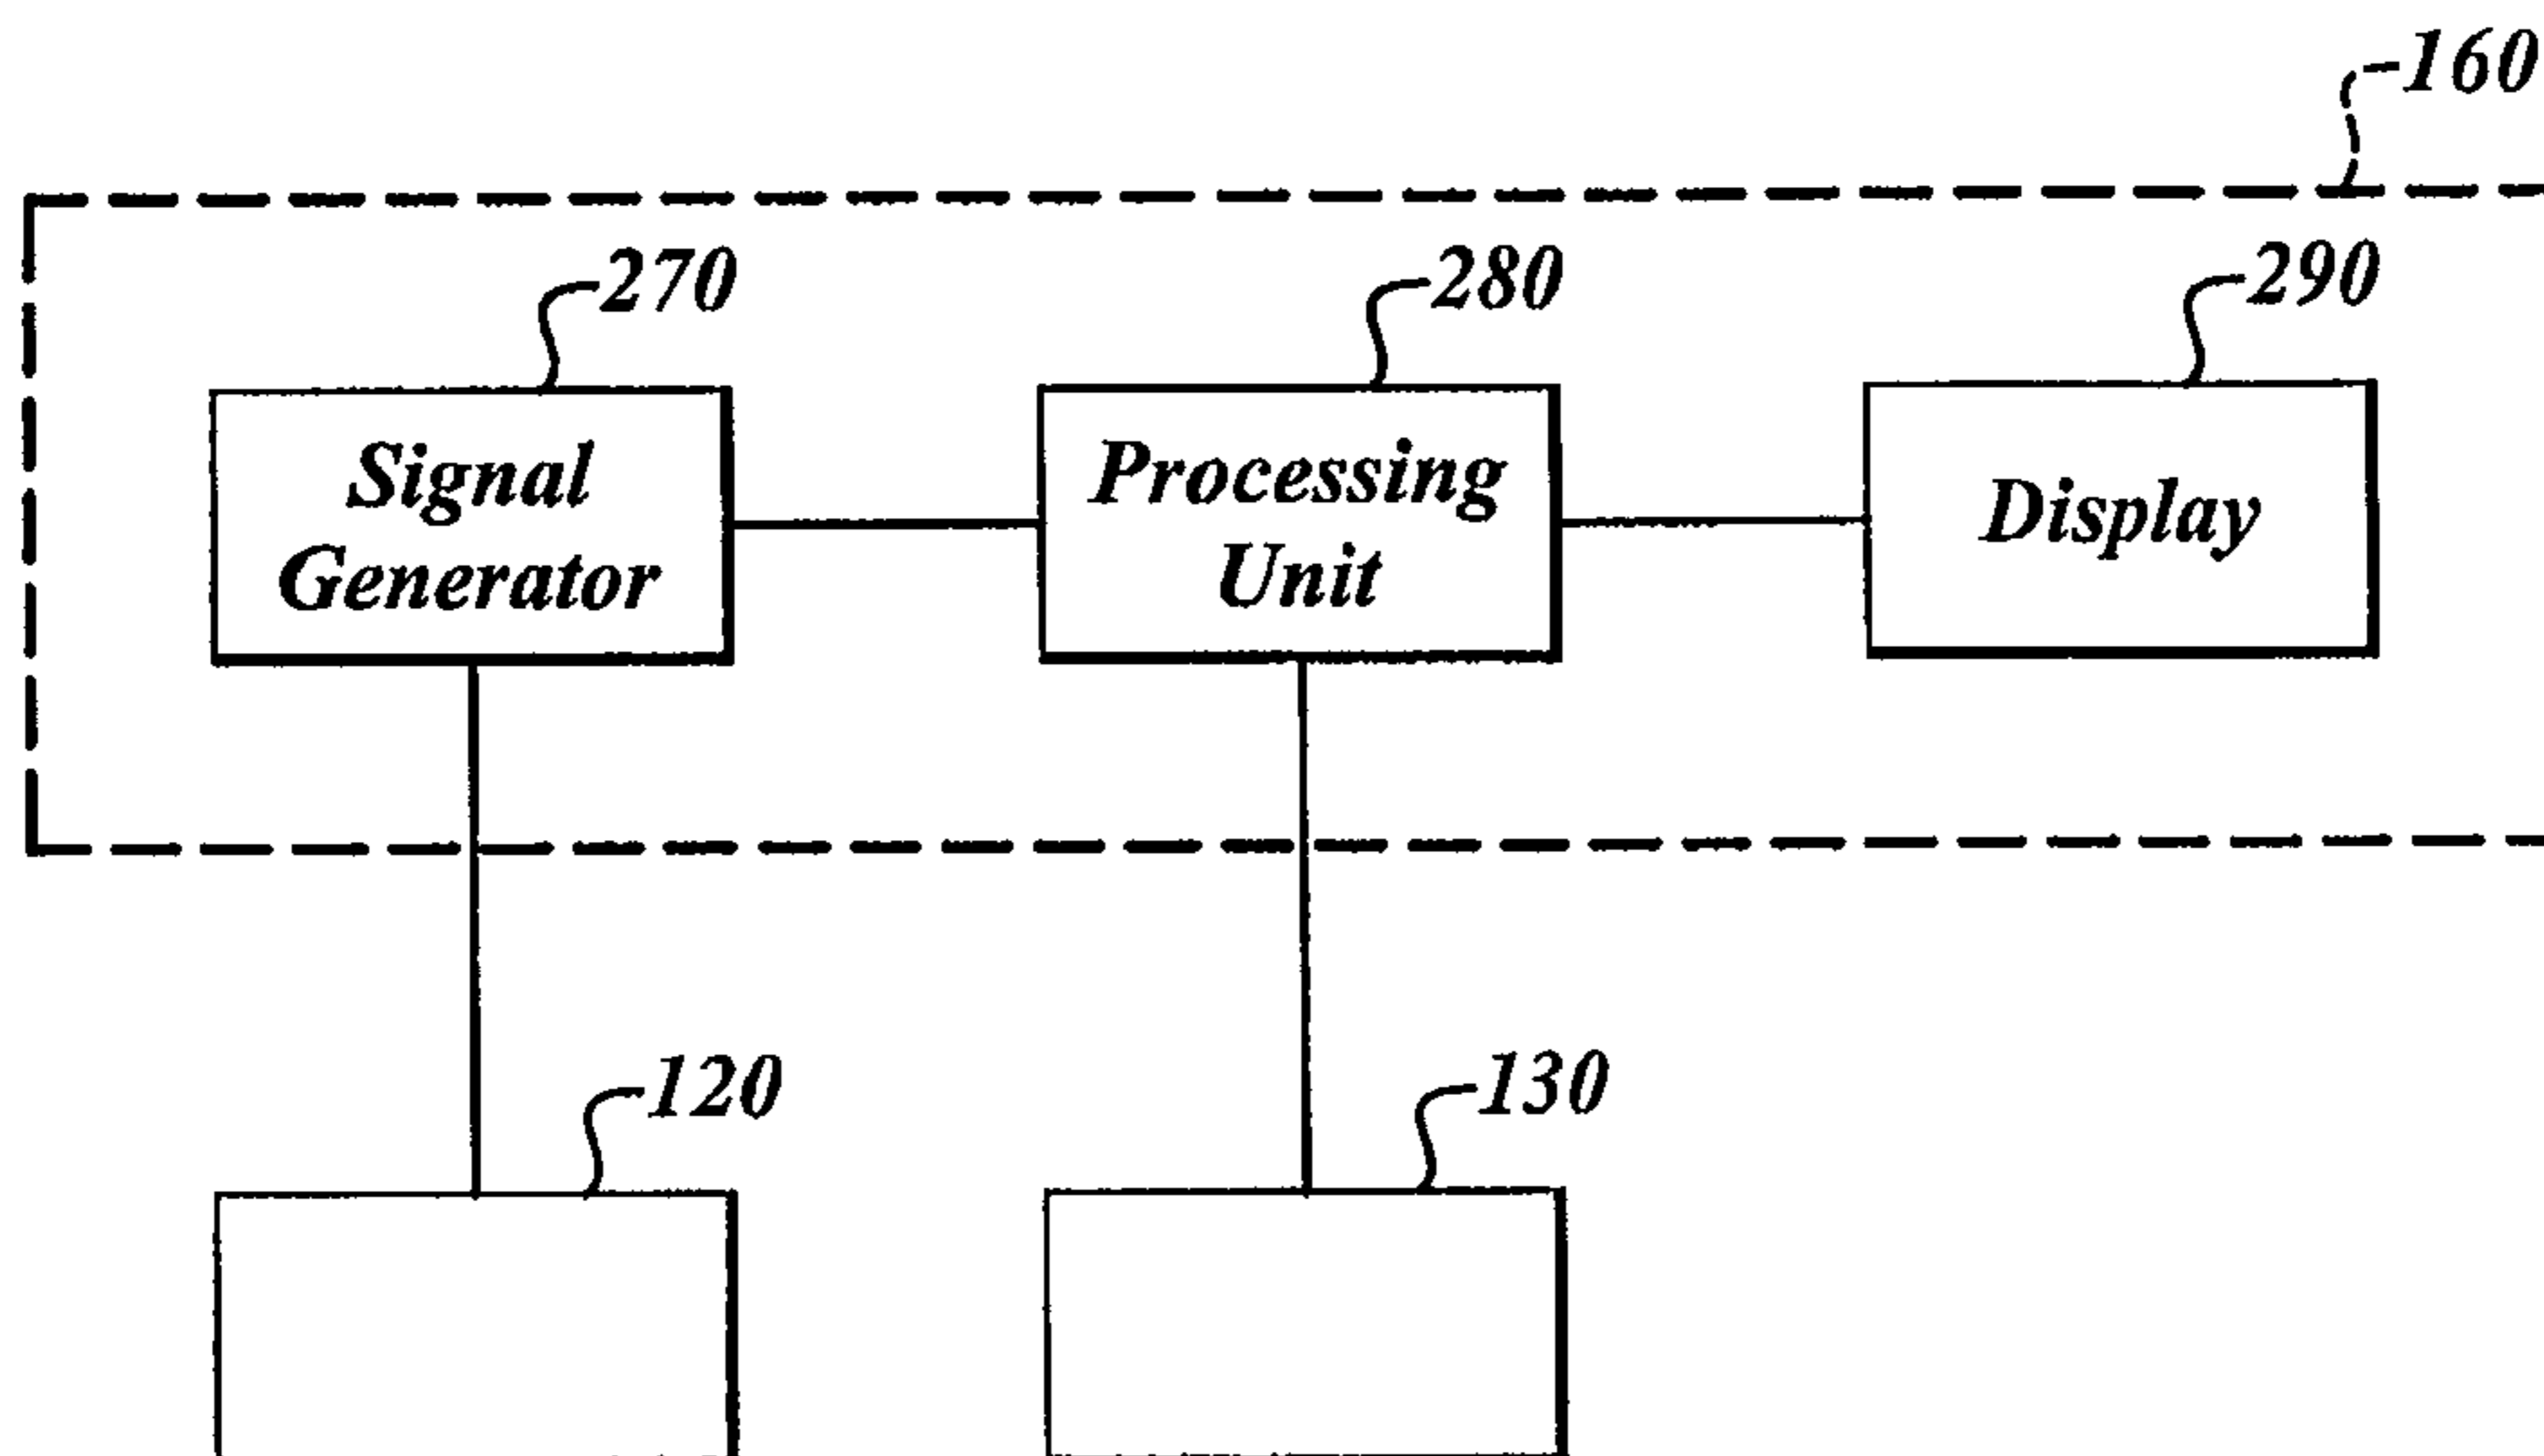 160
270
280
290
Signal
Generator
Processing
Unit
Display
120
130